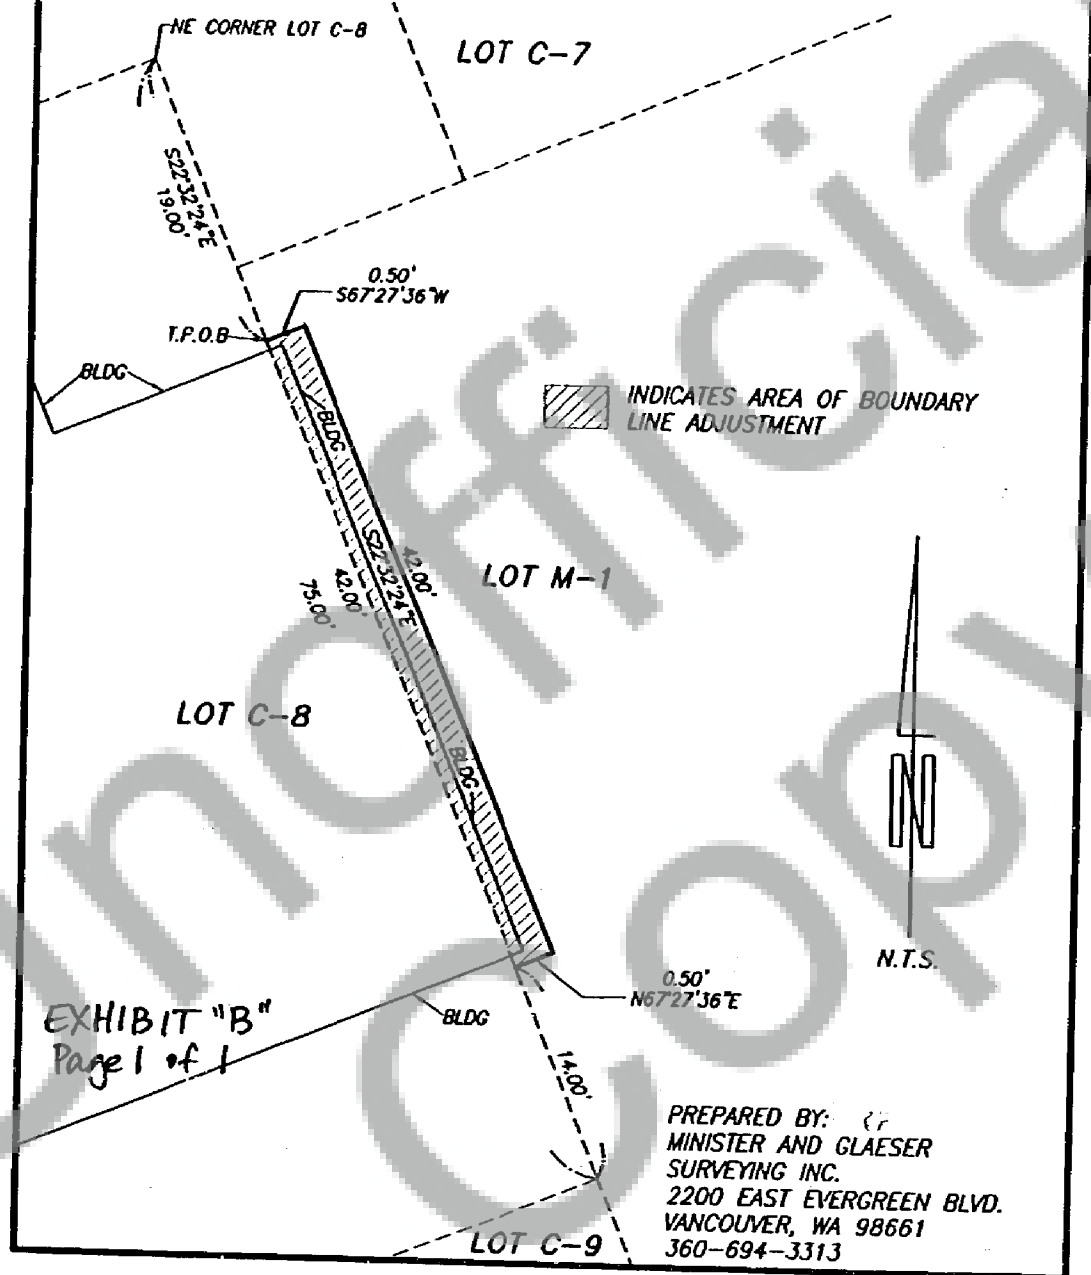 NE CORNER LOT C-8
LOT C-7
S22°32'24"E
19.00'
0.50'
S67°27'36"W
T.P.O.B
BLDG
INDICATES AREA OF BOUNDARY
LINE ADJUSTMENT
BLDG
42.00'
S22°32'24"E
42.00'
75.00'
LOT M-1
LOT C-8
BLDG
N
N.T.S.
0.50'
N67°27'36"E
BLDG
EXHIBIT "B"
Page 1 of 1
14.00'
PREPARED BY:
MINISTER AND GLAESER
SURVEYING INC.
2200 EAST EVERGREEN BLVD.
VANCOUVER, WA 98661
360-694-3313
LOT C-9
Unofficial
Copy